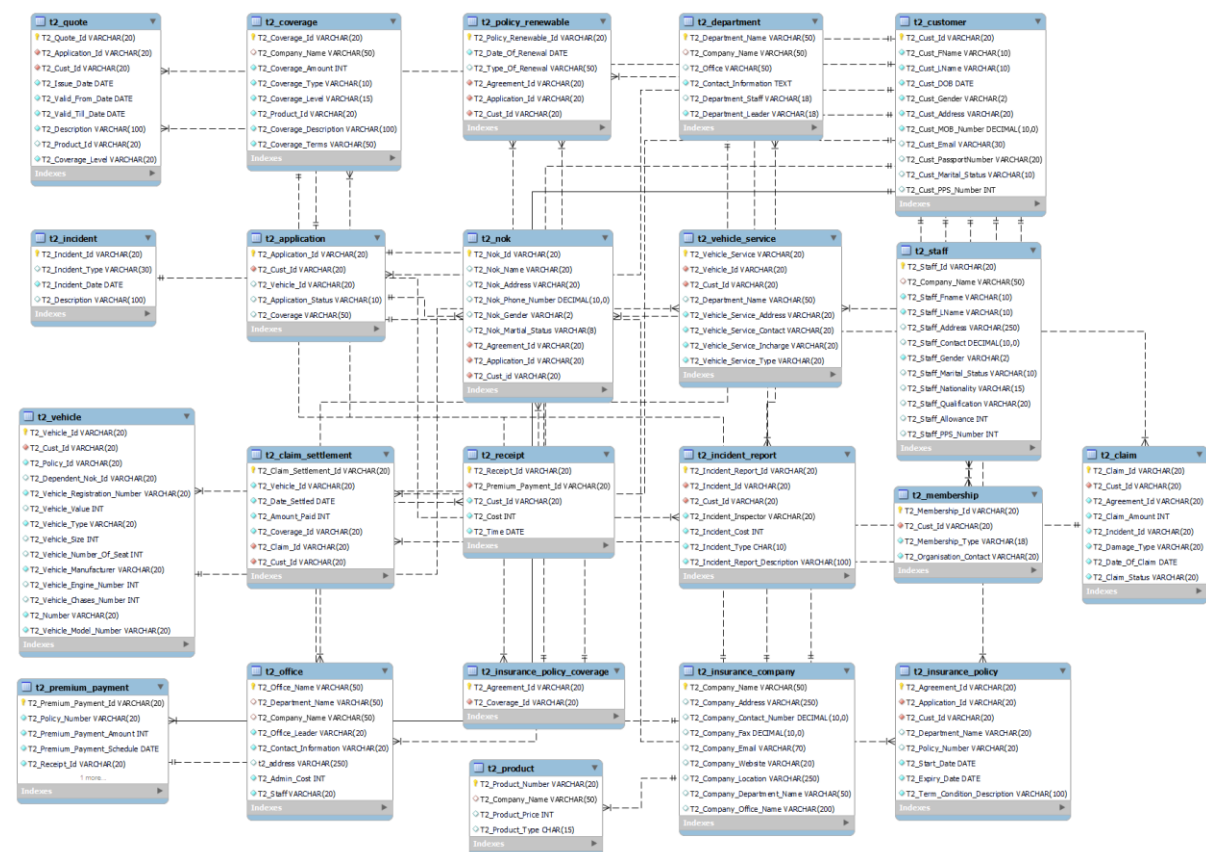 t2_quote
T2_Quote_Id VARCHAR(20)
T2_Application_Id VARCHAR(20)
T2_Cust_Id VARCHAR(20)
T2_Issue_Date DATE
T2_Valid_From_Date DATE
T2_Valid_Till_Date DATE
T2_Description VARCHAR(100)
T2_Product_Id VARCHAR(20)
T2_Coverage_Level VARCHAR(20)
Indexes
t2_coverage
T2_Coverage_Id VARCHAR(20)
T2_Company_Name VARCHAR(50)
T2_Coverage_Amount INT
T2_Coverage_Type VARCHAR(10)
T2_Coverage_Level VARCHAR(15)
T2_Product_Id VARCHAR(20)
T2_Coverage_Description VARCHAR(100)
T2_Coverage_Terms VARCHAR(50)
Indexes
t2_policy_renewable
T2_Policy_Renewable_Id VARCHAR(20)
T2_Date_Of_Renewal DATE
T2_Type_Of_Renewal VARCHAR(50)
T2_Agreement_Id VARCHAR(20)
T2_Application_Id VARCHAR(20)
T2_Cust_Id VARCHAR(20)
Indexes
t2_department
T2_Department_Name VARCHAR(50)
T2_Company_Name VARCHAR(50)
T2_Office VARCHAR(50)
T2_Contact_Information TEXT
T2_Department_Staff VARCHAR(18)
T2_Department_Leader VARCHAR(18)
Indexes
t2_customer
T2_Cust_Id VARCHAR(20)
T2_Cust_FName VARCHAR(10)
T2_Cust_LName VARCHAR(10)
T2_Cust_DOB DATE
T2_Cust_Gender VARCHAR(2)
T2_Cust_Address VARCHAR(20)
T2_Cust_MOB_Number DECIMAL(10,0)
T2_Cust_Email VARCHAR(30)
T2_Cust_PassportNumber VARCHAR(20)
T2_Cust_Marital_Status VARCHAR(10)
T2_Cust_PPS_Number INT
Indexes
t2_incident
T2_Incident_Id VARCHAR(20)
T2_Incident_Type VARCHAR(30)
T2_Incident_Date DATE
T2_Description VARCHAR(100)
Indexes
t2_application
T2_Application_Id VARCHAR(20)
T2_Cust_Id VARCHAR(20)
T2_Vehicle_Id VARCHAR(20)
T2_Application_Status VARCHAR(10)
T2_Coverage VARCHAR(50)
Indexes
t2_nok
T2_Nok_Id VARCHAR(20)
T2_Nok_Name VARCHAR(20)
T2_Nok_Address VARCHAR(20)
T2_Nok_Phone_Number DECIMAL(10,0)
T2_Nok_Gender VARCHAR(2)
T2_Nok_Martial_Status VARCHAR(8)
T2_Agreement_Id VARCHAR(20)
T2_Application_Id VARCHAR(20)
T2_Cust_id VARCHAR(20)
Indexes
t2_vehicle_service
T2_Vehicle_Service VARCHAR(20)
T2_Vehicle_Id VARCHAR(20)
T2_Cust_Id VARCHAR(20)
T2_Department_Name VARCHAR(50)
T2_Vehicle_Service_Address VARCHAR(20)
T2_Vehicle_Service_Contact VARCHAR(20)
T2_Vehicle_Service_Incharge VARCHAR(20)
T2_Vehicle_Service_Type VARCHAR(20)
Indexes
t2_staff
T2_Staff_Id VARCHAR(20)
T2_Company_Name VARCHAR(50)
T2_Staff_Fname VARCHAR(10)
T2_Staff_LName VARCHAR(10)
T2_Staff_Address VARCHAR(250)
T2_Staff_Contact DECIMAL(10,0)
T2_Staff_Gender VARCHAR(2)
T2_Staff_Marital_Status VARCHAR(10)
T2_Staff_Nationality VARCHAR(15)
T2_Staff_Qualification VARCHAR(20)
T2_Staff_Allowance INT
T2_Staff_PPS_Number INT
Indexes
t2_vehicle
T2_Vehicle_Id VARCHAR(20)
T2_Cust_Id VARCHAR(20)
T2_Policy_Id VARCHAR(20)
T2_Dependent_Nok_Id VARCHAR(20)
T2_Vehicle_Registration_Number VARCHAR(20)
T2_Vehicle_Value INT
T2_Vehicle_Type VARCHAR(20)
T2_Vehicle_Size INT
T2_Vehicle_Number_Of_Seat INT
T2_Vehicle_Manufacturer VARCHAR(20)
T2_Vehicle_Engine_Number INT
T2_Vehicle_Chases_Number INT
T2_Number VARCHAR(20)
T2_Vehicle_Model_Number VARCHAR(20)
Indexes
t2_claim_settlement
T2_Claim_Settlement_Id VARCHAR(20)
T2_Vehicle_Id VARCHAR(20)
T2_Date_Settled DATE
T2_Amount_Paid INT
T2_Coverage_Id VARCHAR(20)
T2_Claim_Id VARCHAR(20)
T2_Cust_Id VARCHAR(20)
Indexes
t2_receipt
T2_Receipt_Id VARCHAR(20)
T2_Premium_Payment_Id VARCHAR(20)
T2_Cust_Id VARCHAR(20)
T2_Cost INT
T2_Time DATE
Indexes
t2_incident_report
T2_Incident_Report_Id VARCHAR(20)
T2_Incident_Id VARCHAR(20)
T2_Cust_Id VARCHAR(20)
T2_Incident_Inspector VARCHAR(20)
T2_Incident_Cost INT
T2_Incident_Type CHAR(10)
T2_Incident_Report_Description VARCHAR(100)
Indexes
t2_membership
T2_Membership_Id VARCHAR(20)
T2_Cust_Id VARCHAR(20)
T2_Membership_Type VARCHAR(18)
T2_Organisation_Contact VARCHAR(20)
Indexes
t2_claim
T2_Claim_Id VARCHAR(20)
T2_Cust_Id VARCHAR(20)
T2_Agreement_Id VARCHAR(20)
T2_Claim_Amount INT
T2_Incident_Id VARCHAR(20)
T2_Damage_Type VARCHAR(20)
T2_Date_Of_Claim DATE
T2_Claim_Status VARCHAR(20)
Indexes
t2_premium_payment
T2_Premium_Payment_Id VARCHAR(20)
T2_Policy_Number VARCHAR(20)
T2_Premium_Payment_Amount INT
T2_Premium_Payment_Schedule DATE
T2_Receipt_Id VARCHAR(20)
1 more...
Indexes
t2_office
T2_Office_Name VARCHAR(50)
T2_Department_Name VARCHAR(50)
T2_Company_Name VARCHAR(50)
T2_Office_Leader VARCHAR(20)
T2_Contact_Information VARCHAR(20)
t2_address VARCHAR(250)
T2_Admin_Cost INT
T2_Staff VARCHAR(20)
Indexes
t2_insurance_policy_coverage
T2_Agreement_Id VARCHAR(20)
T2_Coverage_Id VARCHAR(20)
Indexes
t2_product
T2_Product_Number VARCHAR(20)
T2_Company_Name VARCHAR(50)
T2_Product_Price INT
T2_Product_Type CHAR(15)
t2_insurance_company
T2_Company_Name VARCHAR(50)
T2_Company_Address VARCHAR(250)
T2_Company_Contact_Number DECIMAL(10,0)
T2_Company_Fax DECIMAL(10,0)
T2_Company_Email VARCHAR(70)
T2_Company_Website VARCHAR(20)
T2_Company_Location VARCHAR(250)
T2_Company_Department_Name VARCHAR(50)
T2_Company_Office_Name VARCHAR(200)
Indexes
t2_insurance_policy
T2_Agreement_Id VARCHAR(20)
T2_Application_Id VARCHAR(20)
T2_Cust_Id VARCHAR(20)
T2_Department_Name VARCHAR(20)
T2_Policy_Number VARCHAR(20)
T2_Start_Date DATE
T2_Expiry_Date DATE
T2_Term_Condition_Description VARCHAR(100)
Indexes